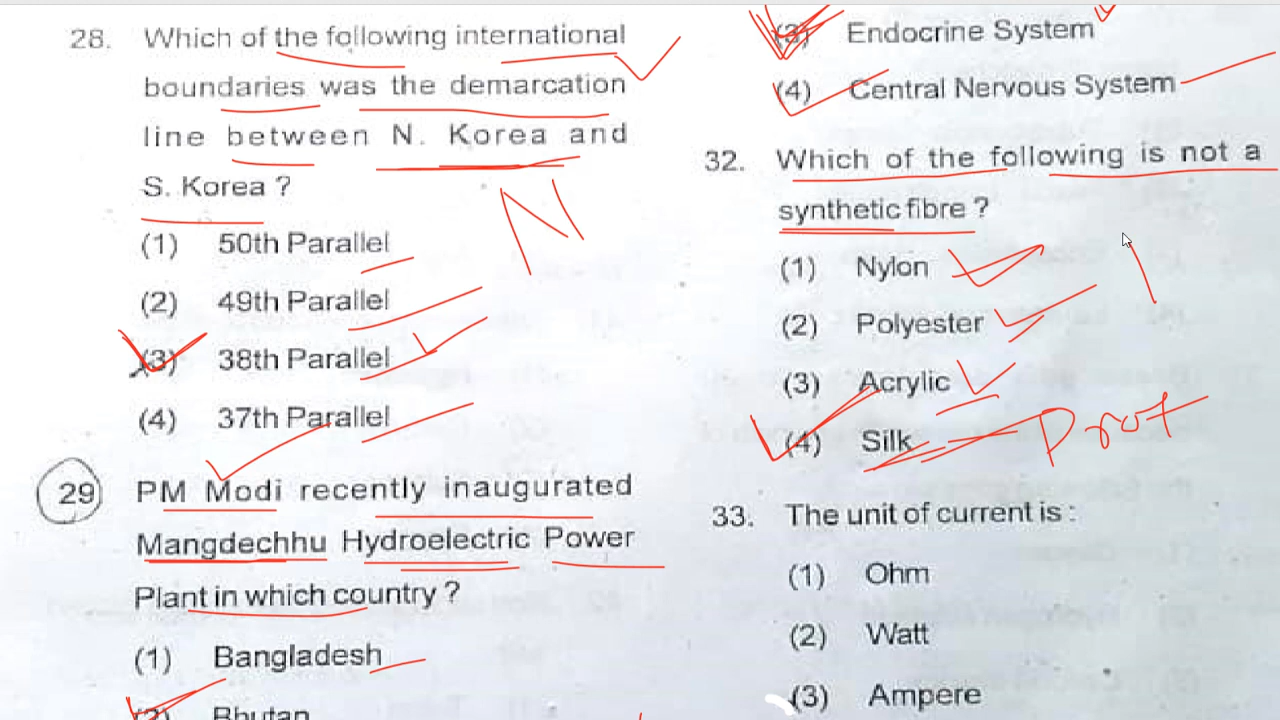 28. Which of the following international
boundaries was the demarcation
line between N. Korea and
S. Korea ?
(1) 50th Parallel
(2) 49th Parallel
(3) 38th Parallel
(4) 37th Parallel
29 PM Modi recently inaugurated
Mangdechhu Hydroelectric Power
Plant in which country ?
(1) Bangladesh
(2) Bhutan
(3) Endocrine System
(4) Central Nervous System
32. Which of the following is not a
synthetic fibre ?
(1) Nylon
(2) Polyester
(3) Acrylic
(4) Silk
Prot
33. The unit of current is :
(1) Ohm
(2) Watt
(3) Ampere
N